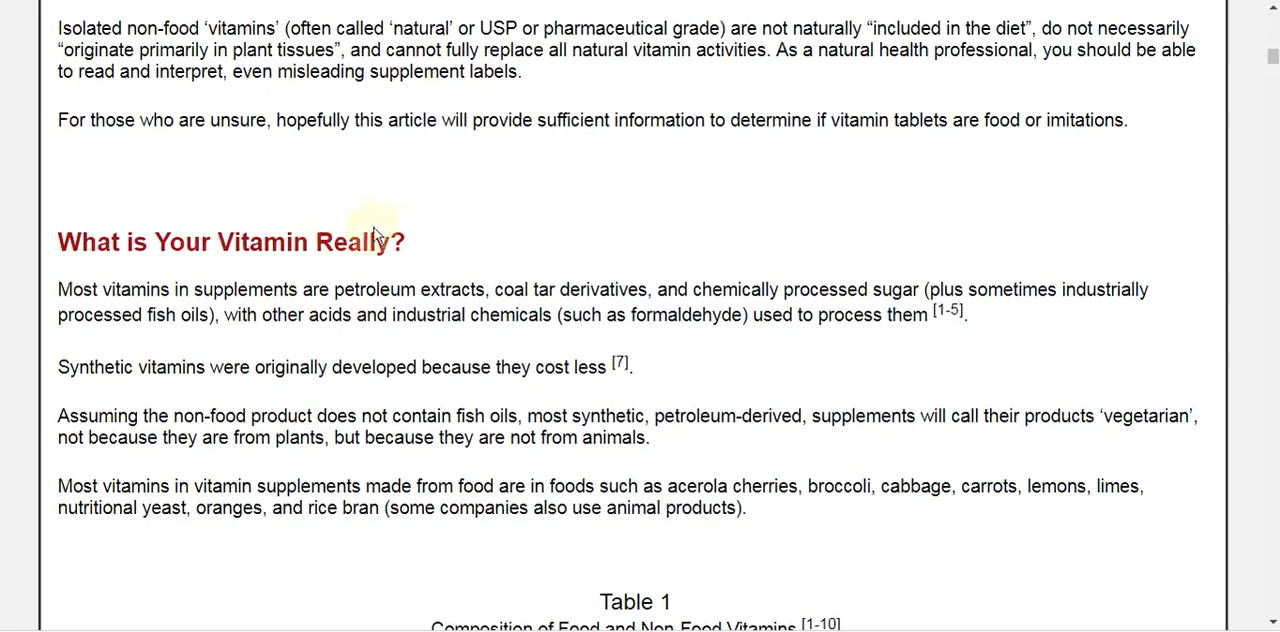 Isolated non-food ‘vitamins’ (often called ‘natural’ or USP or pharmaceutical grade) are not naturally “included in the diet”, do not necessarily
“originate primarily in plant tissues”, and cannot fully replace all natural vitamin activities. As a natural health professional, you should be able
to read and interpret, even misleading supplement labels.
For those who are unsure, hopefully this article will provide sufficient information to determine if vitamin tablets are food or imitations.
What is Your Vitamin Really?
Most vitamins in supplements are petroleum extracts, coal tar derivatives, and chemically processed sugar (plus sometimes industrially
processed fish oils), with other acids and industrial chemicals (such as formaldehyde) used to process them [1-5].
Synthetic vitamins were originally developed because they cost less [7].
Assuming the non-food product does not contain fish oils, most synthetic, petroleum-derived, supplements will call their products ‘vegetarian’,
not because they are from plants, but because they are not from animals.
Most vitamins in vitamin supplements made from food are in foods such as acerola cherries, broccoli, cabbage, carrots, lemons, limes,
nutritional yeast, oranges, and rice bran (some companies also use animal products).
Table 1
Composition of Food and Non-Food Vitamins [1-10]